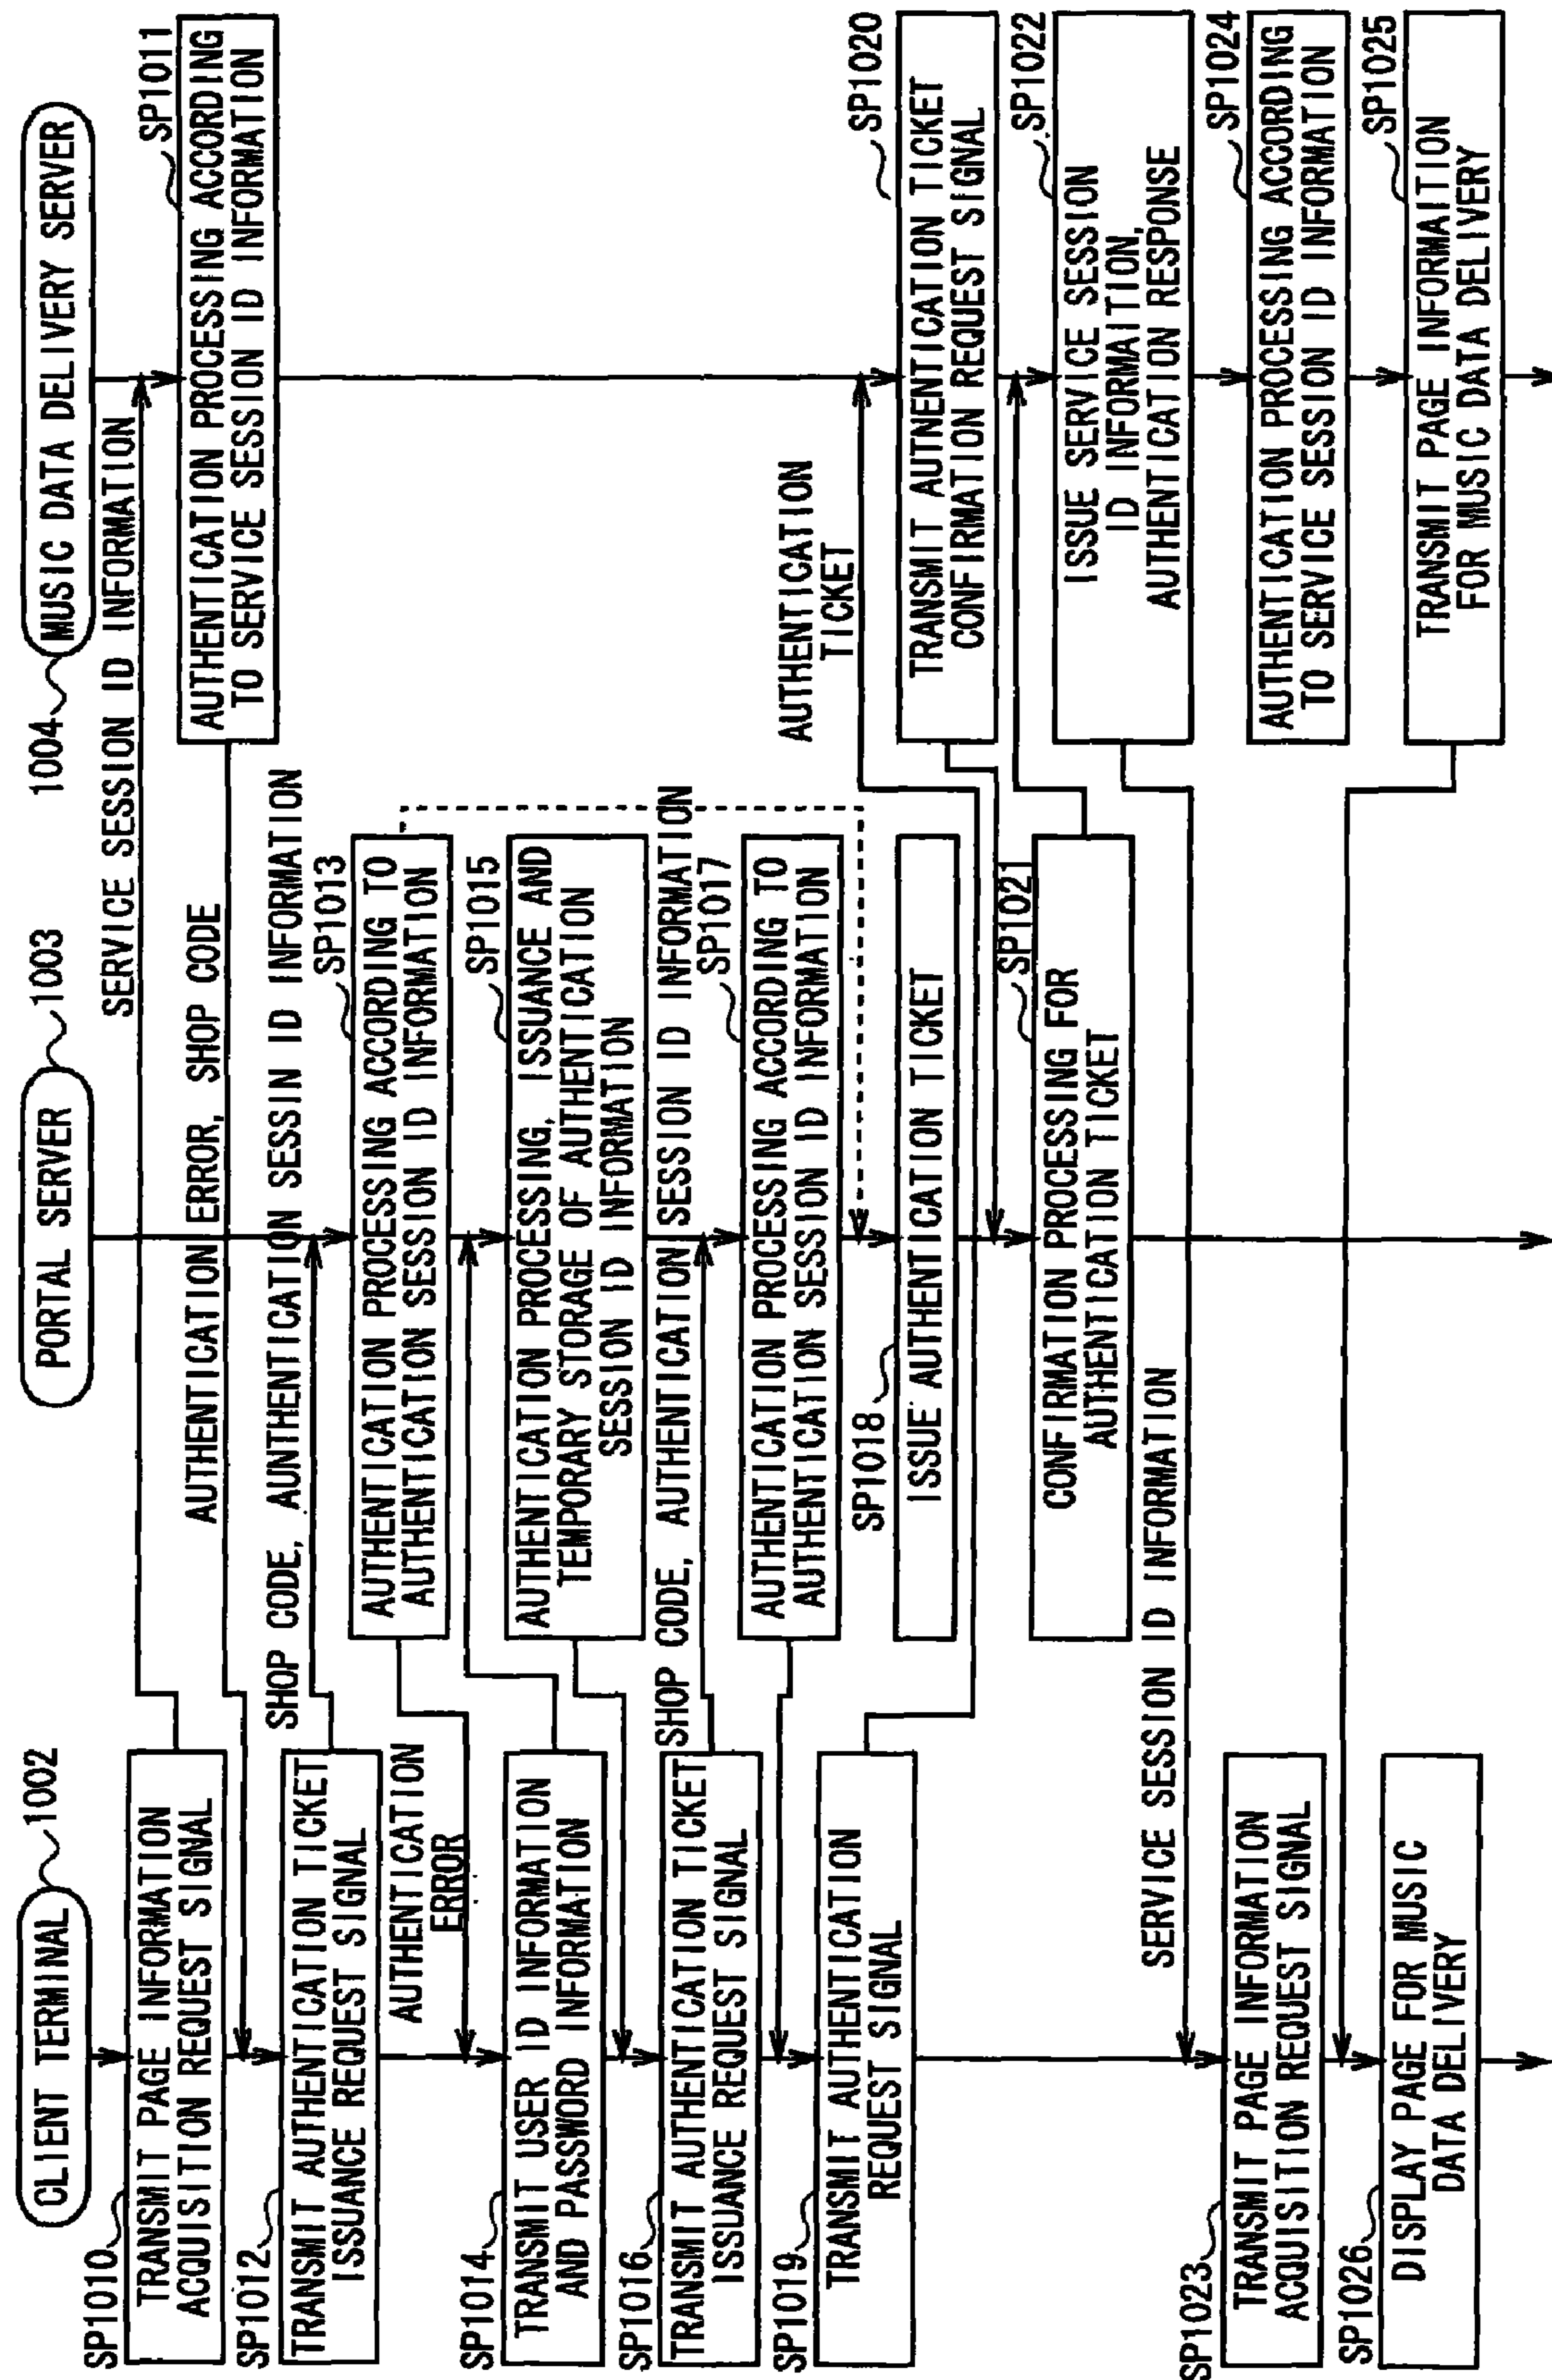 CLIENT TERMINAL
1002
PORTAL SERVER
1003
1004
MUSIC DATA DELIVERY SERVER
SP1010
TRANSMIT PAGE INFORMATION
ACQUISITION REQUEST SIGNAL
SERVICE SESSION ID INFORMATION
SP1011
AUTHENTICATION PROCESSING ACCORDING
TO SERVICE SESSION ID INFORMATION
AUTHENTICATION ERROR, SHOP CODE
SP1012
TRANSMIT AUTHENTICATION TICKET
ISSUANCE REQUEST SIGNAL
SHOP CODE, AUNTHENTICATION SESSIN ID INFORMATION
SP1013
AUTHENTICATION PROCESSING ACCORDING TO
AUTHENTICATION SESSION ID INFORMATION
AUTHENTICATION
ERROR
SP1014
TRANSMIT USER ID INFORMATION
AND PASSWORD INFORMATION
SP1015
AUTHENTICATION PROCESSING, ISSUANCE AND
TEMPORARY STORAGE OF AUTHENTICATION
SESSION ID INFORMATION
SP1016
TRANSMIT AUTHENTICATION TICKET
ISSUANCE REQUEST SIGNAL
SHOP CODE, AUTHENTICATION SESSION ID INFORMATION
SP1017
AUTHENTICATION PROCESSING ACCORDING TO
AUTHENTICATION SESSION ID INFORMATION
SP1018
ISSUE AUTHENTICATION TICKET
SP1019
TRANSMIT AUTHENTICATION
REQUEST SIGNAL
AUTHENTICATION
TICKET
SP1020
TRANSMIT AUTNENTICATION TICKET
CONFIRMATION REQUEST SIGNAL
SP1021
CONFIRMATION PROCESSING FOR
AUTHENTICATION TICKET
SP1022
ISSUE SERVICE SESSION
ID INFORMAITION,
AUTHENTICATION RESPONSE
SERVICE SESSION ID INFORMATION
SP1023
TRANSMIT PAGE INFORMATION
ACQUISITION REQUEST SIGNAL
SP1024
AUTHENTICATION PROCESSING ACCORDING
TO SERVICE SESSION ID INFORMATION
SP1025
TRANSMIT PAGE INFORMAITION
FOR MUSIC DATA DELIVERY
SP1026
DISPLAY PAGE FOR MUSIC
DATA DELIVERY